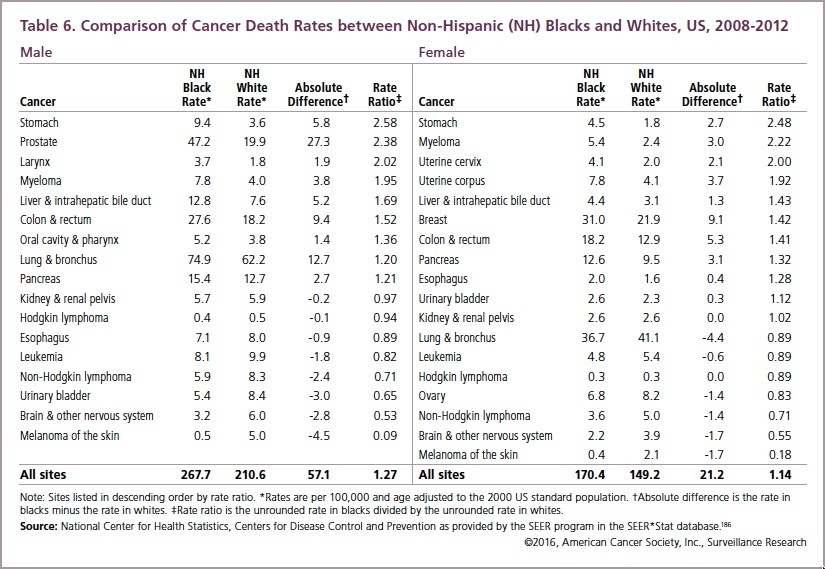 Table 6. Comparison of Cancer Death Rates between Non-Hispanic (NH) Blacks and Whites, US, 2008-2012
Male
NH Black Rate* NH White Rate* Absolute Difference† Rate Ratio‡
Cancer
Stomach 9.4 3.6 5.8 2.58
Prostate 47.2 19.9 27.3 2.38
Larynx 3.7 1.8 1.9 2.02
Myeloma 7.8 4.0 3.8 1.95
Liver & intrahepatic bile duct 12.8 7.6 5.2 1.69
Colon & rectum 27.6 18.2 9.4 1.52
Oral cavity & pharynx 5.2 3.8 1.4 1.36
Lung & bronchus 74.9 62.2 12.7 1.20
Pancreas 15.4 12.7 2.7 1.21
Kidney & renal pelvis 5.7 5.9 -0.2 0.97
Hodgkin lymphoma 0.4 0.5 -0.1 0.94
Esophagus 7.1 8.0 -0.9 0.89
Leukemia 8.1 9.9 -1.8 0.82
Non-Hodgkin lymphoma 5.9 8.3 -2.4 0.71
Urinary bladder 5.4 8.4 -3.0 0.65
Brain & other nervous system 3.2 6.0 -2.8 0.53
Melanoma of the skin 0.5 5.0 -4.5 0.09
All sites 267.7 210.6 57.1 1.27
Female
NH Black Rate* NH White Rate* Absolute Difference† Rate Ratio‡
Cancer
Stomach 4.5 1.8 2.7 2.48
Myeloma 5.4 2.4 3.0 2.22
Uterine cervix 4.1 2.0 2.1 2.00
Uterine corpus 7.8 4.1 3.7 1.92
Liver & intrahepatic bile duct 4.4 3.1 1.3 1.43
Breast 31.0 21.9 9.1 1.42
Colon & rectum 18.2 12.9 5.3 1.41
Pancreas 12.6 9.5 3.1 1.32
Esophagus 2.0 1.6 0.4 1.28
Urinary bladder 2.6 2.3 0.3 1.12
Kidney & renal pelvis 2.6 2.6 0.0 1.02
Lung & bronchus 36.7 41.1 -4.4 0.89
Leukemia 4.8 5.4 -0.6 0.89
Hodgkin lymphoma 0.3 0.3 0.0 0.89
Ovary 6.8 8.2 -1.4 0.83
Non-Hodgkin lymphoma 3.6 5.0 -1.4 0.71
Brain & other nervous system 2.2 3.9 -1.7 0.55
Melanoma of the skin 0.4 2.1 -1.7 0.18
All sites 170.4 149.2 21.2 1.14
Note: Sites listed in descending order by rate ratio. *Rates are per 100,000 and age adjusted to the 2000 US standard population. †Absolute difference is the rate in
blacks minus the rate in whites. ‡Rate ratio is the unrounded rate in blacks divided by the unrounded rate in whites.
Source: National Center for Health Statistics, Centers for Disease Control and Prevention as provided by the SEER program in the SEER*Stat database.¹⁸⁶
©2016, American Cancer Society, Inc., Surveillance Research